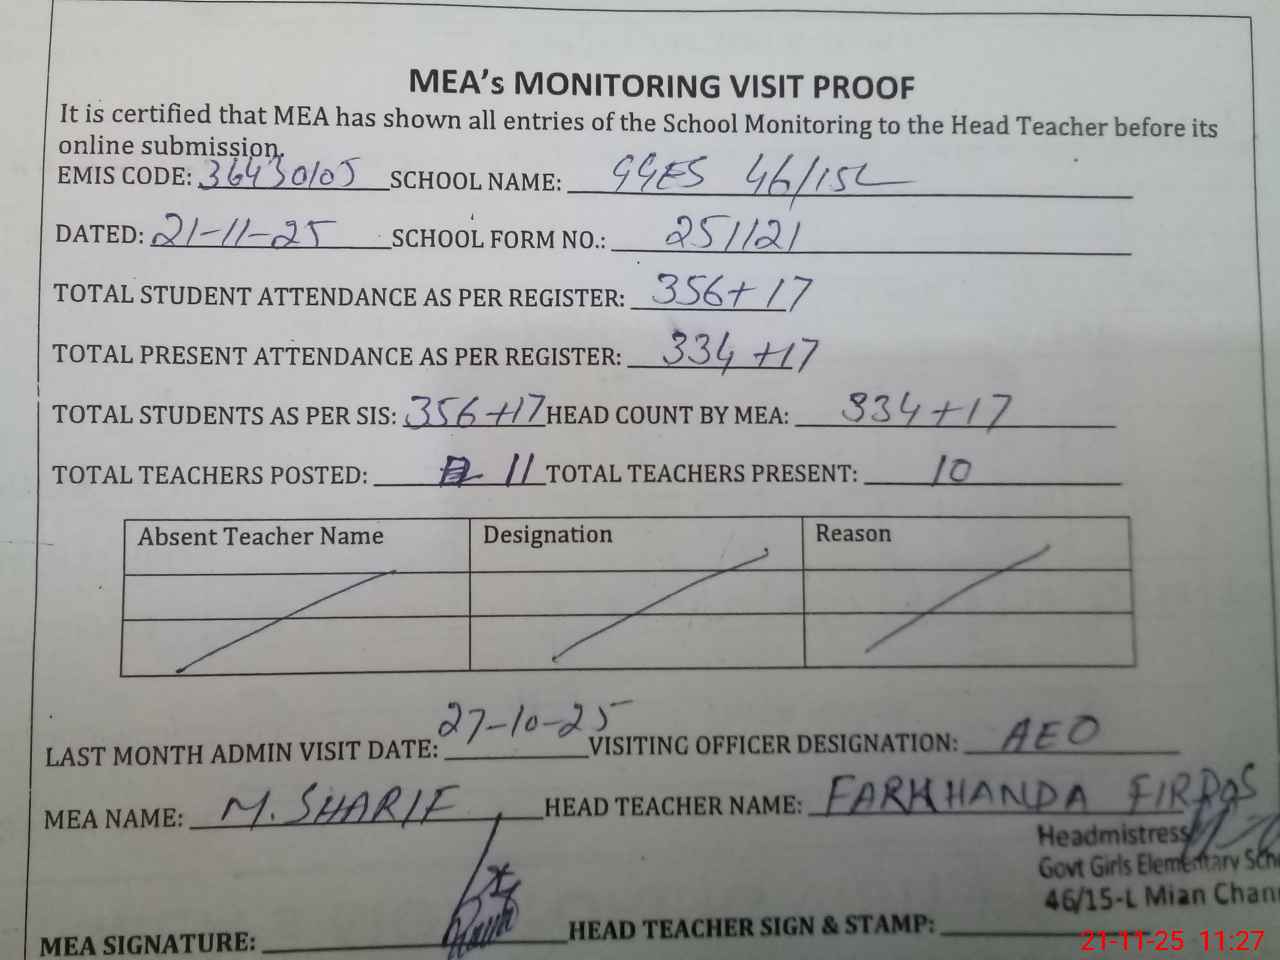 MEA's MONITORING VISIT PROOF
It is certified that MEA has shown all entries of the School Monitoring to the Head Teacher before its
online submission.
EMIS CODE: 36430105 SCHOOL NAME: GGES 46/15L
DATED: 21-11-25 SCHOOL FORM NO.: 251121
TOTAL STUDENT ATTENDANCE AS PER REGISTER: 356+17
TOTAL PRESENT ATTENDANCE AS PER REGISTER: 334+17
TOTAL STUDENTS AS PER SIS: 356+17 HEAD COUNT BY MEA: 334+17
TOTAL TEACHERS POSTED: 11 TOTAL TEACHERS PRESENT: 10
Absent Teacher Name Designation Reason
LAST MONTH ADMIN VISIT DATE: 27-10-25 VISITING OFFICER DESIGNATION: AEO
MEA NAME: M. SHARIF HEAD TEACHER NAME: FARKHANDA FIRDOS
Headmistress
Govt Girls Elementary Scho
46/15-L Mian Chan
MEA SIGNATURE: HEAD TEACHER SIGN & STAMP:
21-11-25 11:27